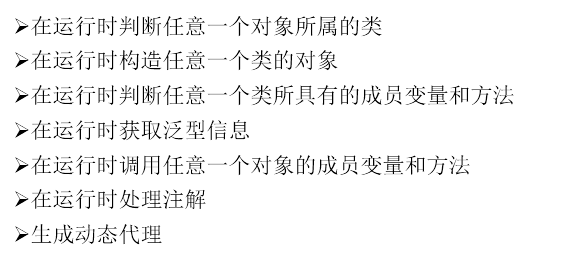 ➢在运行时判断任意一个对象所属的类
➢在运行时构造任意一个类的对象
➢在运行时判断任意一个类所具有的成员变量和方法
➢在运行时获取泛型信息
➢在运行时调用任意一个对象的成员变量和方法
➢在运行时处理注解
➢生成动态代理